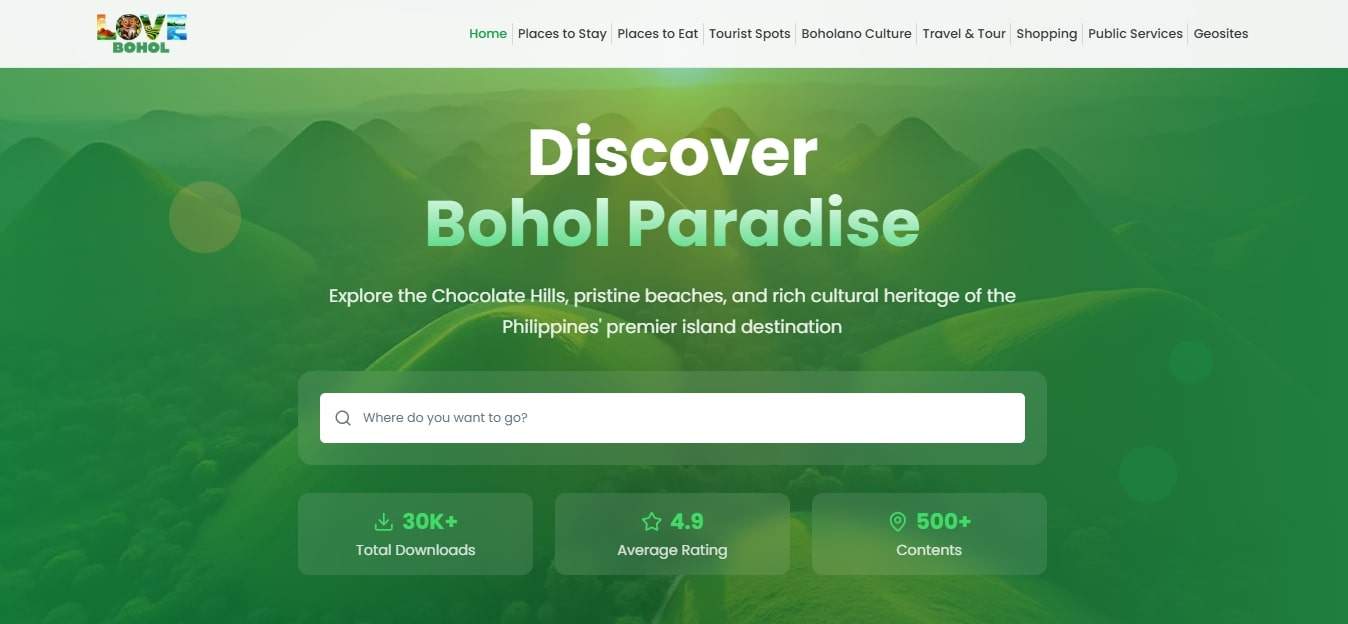 LOVE
BOHOL
Home
Places to Stay
Places to Eat
Tourist Spots
Boholano Culture
Travel & Tour
Shopping
Public Services
Geosites
Discover
Bohol Paradise
Explore the Chocolate Hills, pristine beaches, and rich cultural heritage of the
Philippines' premier island destination
Where do you want to go?
30K+
Total Downloads
4.9
Average Rating
500+
Contents